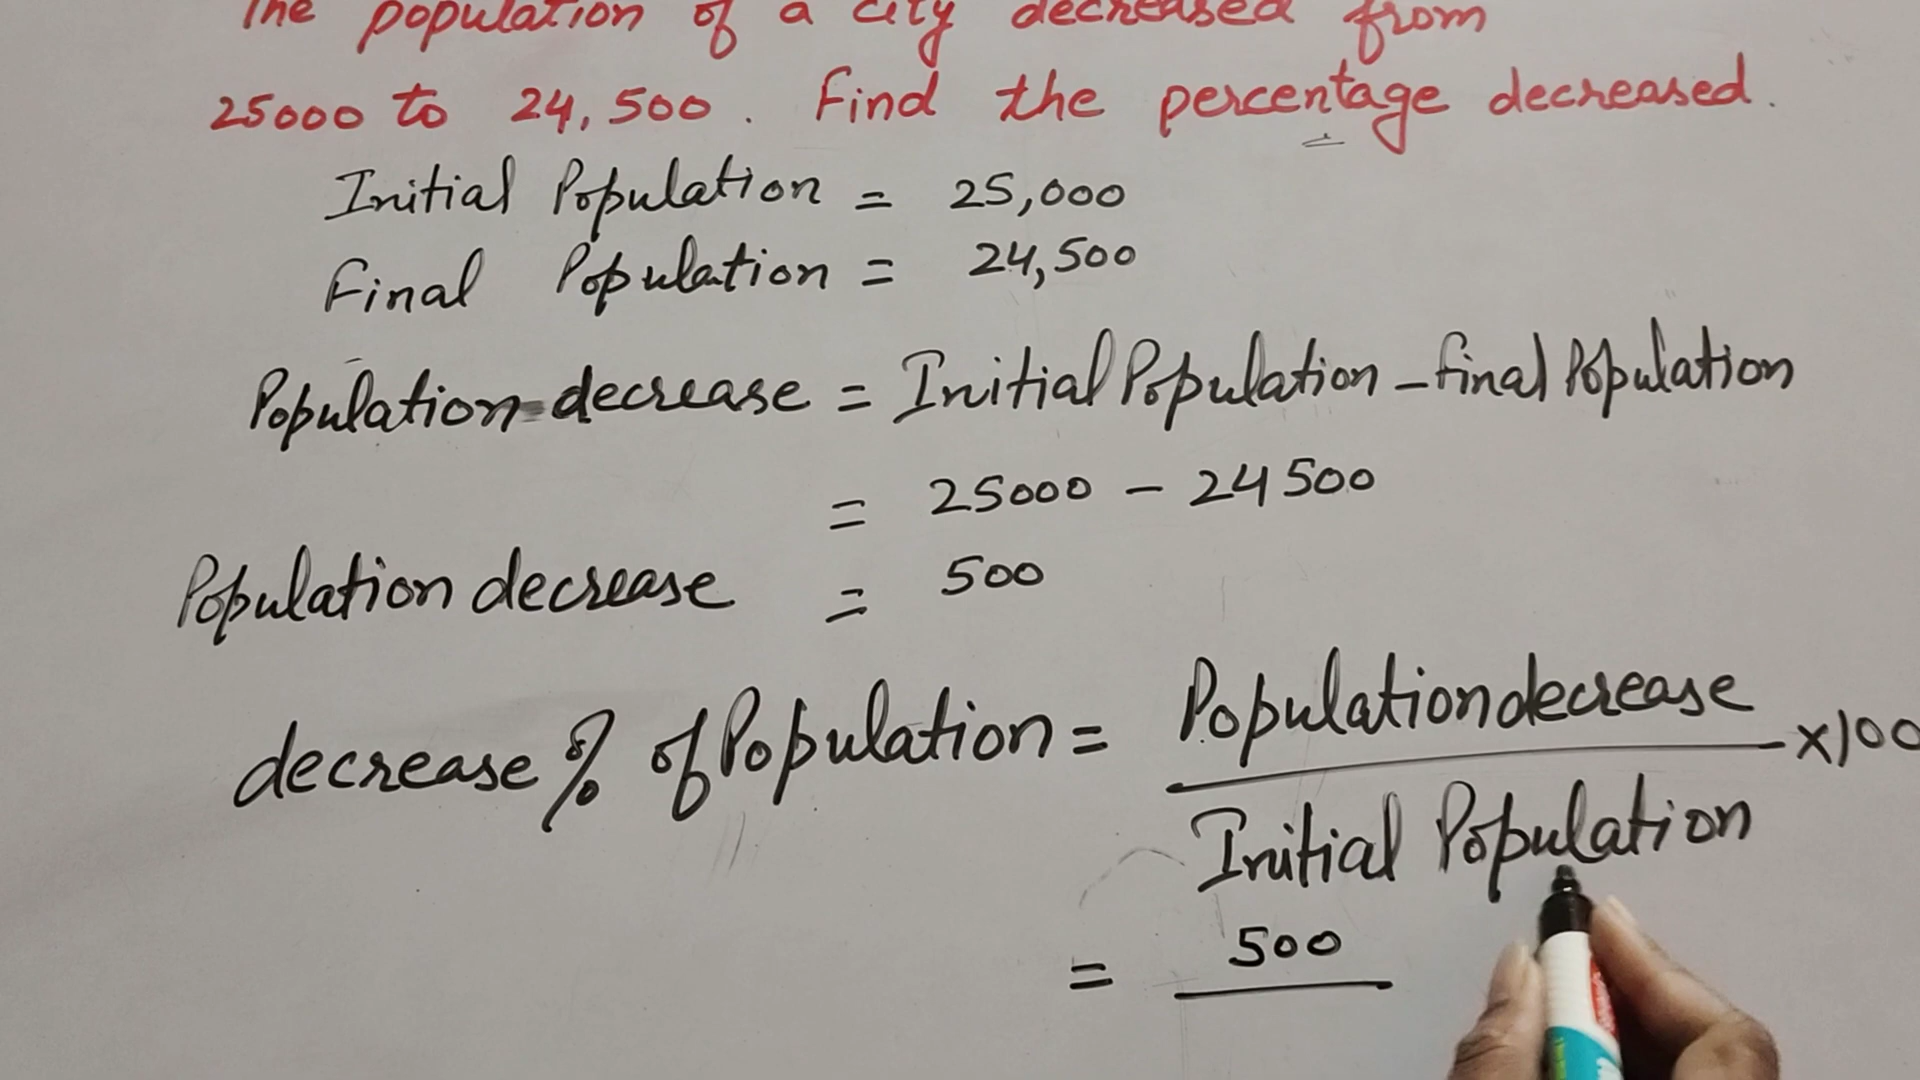 The population of a city decreased from
25000 to 24,500. Find the percentage decreased.
Initial Population = 25,000
Final Population = 24,500
Population decrease = Initial Population - final Population
= 25000 - 24500
Population decrease = 500
decrease % of Population = Population decrease / Initial Population × 100
= 500